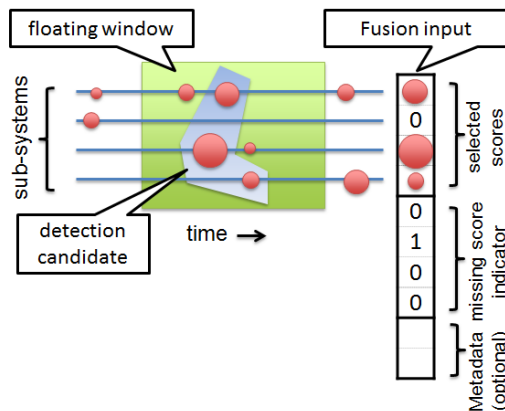 floating window
Fusion input
sub-systems
detection
candidate
time →
0
selected
scores
0
1
0
0
missing score
indicator
Metadata
(optional)